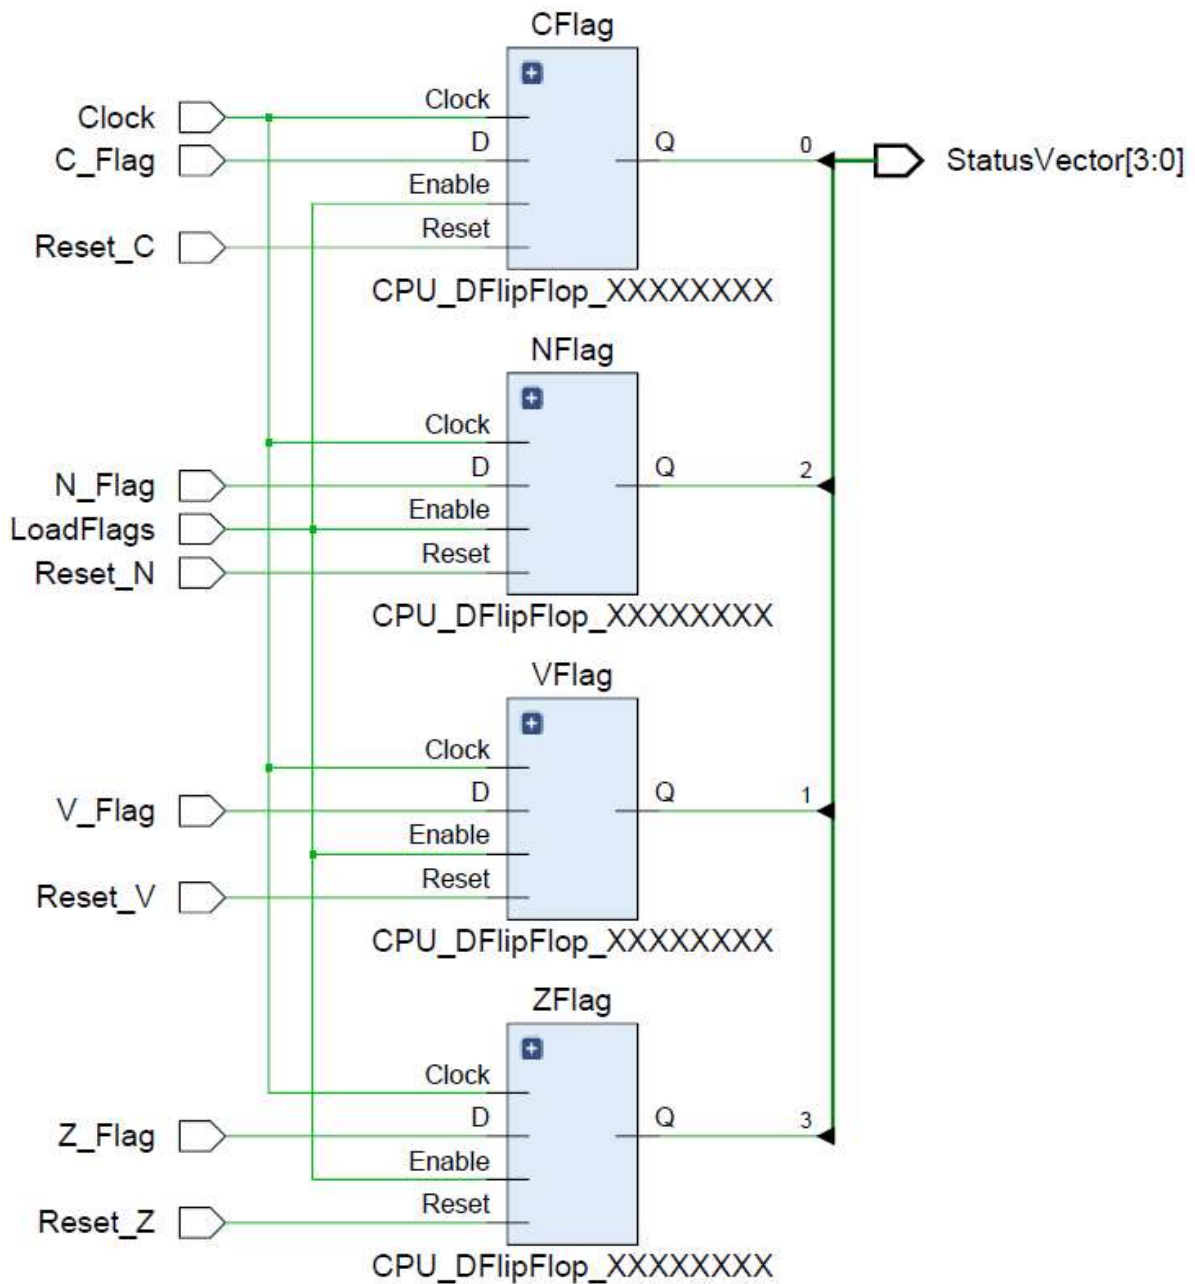 CFlag
Clock
Clock
C_Flag
D
Q
0
StatusVector[3:0]
Enable
Reset_C
Reset
CPU_DFlipFlop_XXXXXXXX
NFlag
Clock
N_Flag
D
Q
2
LoadFlags
Enable
Reset_N
Reset
CPU_DFlipFlop_XXXXXXXX
VFlag
Clock
V_Flag
D
Q
1
Enable
Reset_V
Reset
CPU_DFlipFlop_XXXXXXXX
ZFlag
Clock
Z_Flag
D
Q
3
Enable
Reset_Z
Reset
CPU_DFlipFlop_XXXXXXXX